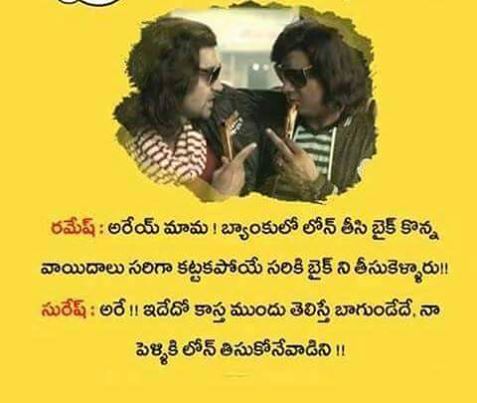 రమేష్ : అరేయ్ మామ ! బ్యాంకులో లోన్ తీసి బైక్ కొన్న
వాయిదాలు సరిగా కట్టకపోయే సరికి బైక్ ని తీసుకెళ్ళారు!!
సురేష్ : అరే !! ఇదేదో కాస్త ముందు తెలిస్తే బాగుండేదే, నా
పెళ్ళికి లోన్ తిసుకోనేవాడిని !!